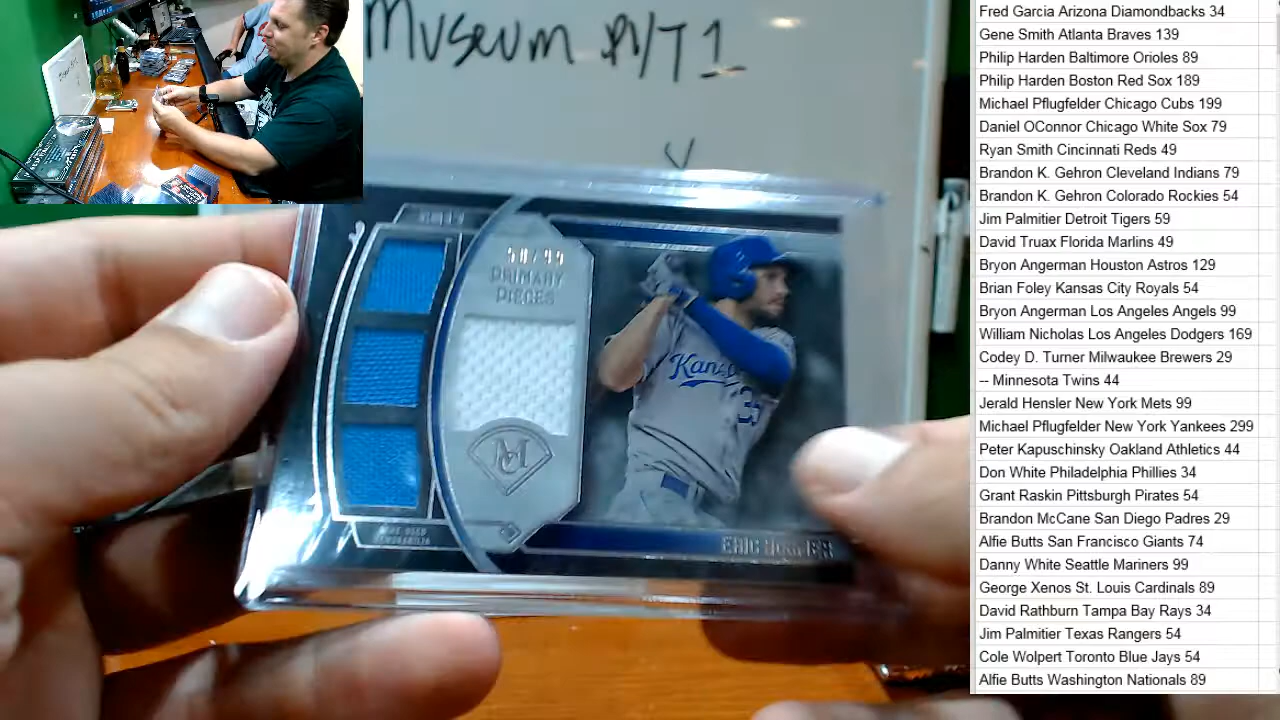 Museum P/T 1
58/99
PRIMARY
PIECES
MC
Kansa
35
ERIC HOSMER
Fred Garcia Arizona Diamondbacks 34
Gene Smith Atlanta Braves 139
Philip Harden Baltimore Orioles 89
Philip Harden Boston Red Sox 189
Michael Pflugfelder Chicago Cubs 199
Daniel OConnor Chicago White Sox 79
Ryan Smith Cincinnati Reds 49
Brandon K. Gehron Cleveland Indians 79
Brandon K. Gehron Colorado Rockies 54
Jim Palmitier Detroit Tigers 59
David Truax Florida Marlins 49
Bryon Angerman Houston Astros 129
Brian Foley Kansas City Royals 54
Bryon Angerman Los Angeles Angels 99
William Nicholas Los Angeles Dodgers 169
Codey D. Turner Milwaukee Brewers 29
-- Minnesota Twins 44
Jerald Hensler New York Mets 99
Michael Pflugfelder New York Yankees 299
Peter Kapuschinsky Oakland Athletics 44
Don White Philadelphia Phillies 34
Grant Raskin Pittsburgh Pirates 54
Brandon McCane San Diego Padres 29
Alfie Butts San Francisco Giants 74
Danny White Seattle Mariners 99
George Xenos St. Louis Cardinals 89
David Rathburn Tampa Bay Rays 34
Jim Palmitier Texas Rangers 54
Cole Wolpert Toronto Blue Jays 54
Alfie Butts Washington Nationals 89